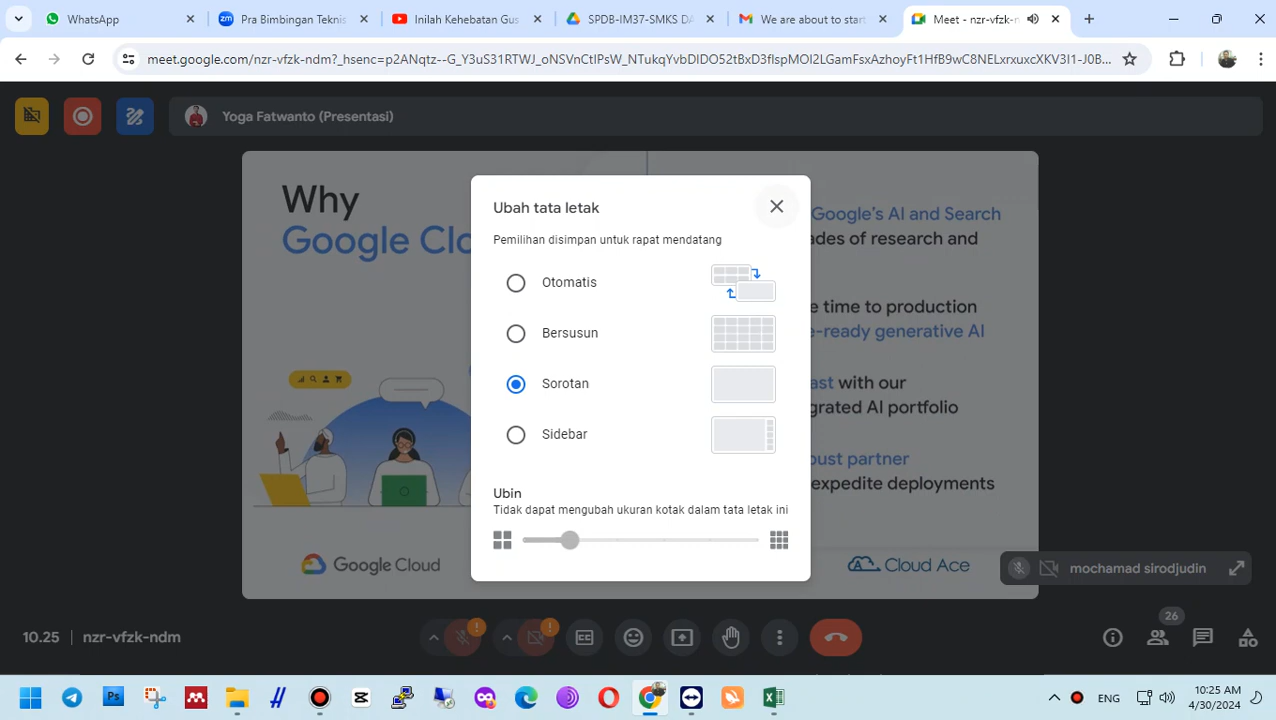 WhatsApp
Pra Bimbingan Teknis
Inilah Kehebatan Gus
SPDB-IM37-SMKS DA
We are about to start
Meet - nzr-vfzk-n
meet.google.com/nzr-vfzk-ndm?_hsenc=p2ANqtz--G_Y3uS31RTWJ_oNSVnCtIPsW_NTukqYvbDIDO52tBxD3flspMOI2LGamFsxAzhoyFt1HfB9wC8NELxrxuxcXKV3I1-J0B...
Yoga Fatwanto (Presentasi)
Why
Google Clo
Google's AI and Search
ades of research and
e time to production
e-ready generative AI
ast with our
grated AI portfolio
bust partner
expedite deployments
Ubah tata letak
Pemilihan disimpan untuk rapat mendatang
Otomatis
Bersusun
Sorotan
Sidebar
Ubin
Tidak dapat mengubah ukuran kotak dalam tata letak ini
Google Cloud
Cloud Ace
mochamad sirodjudin
10.25 | nzr-vfzk-ndm
26
ENG
10:25 AM
4/30/2024